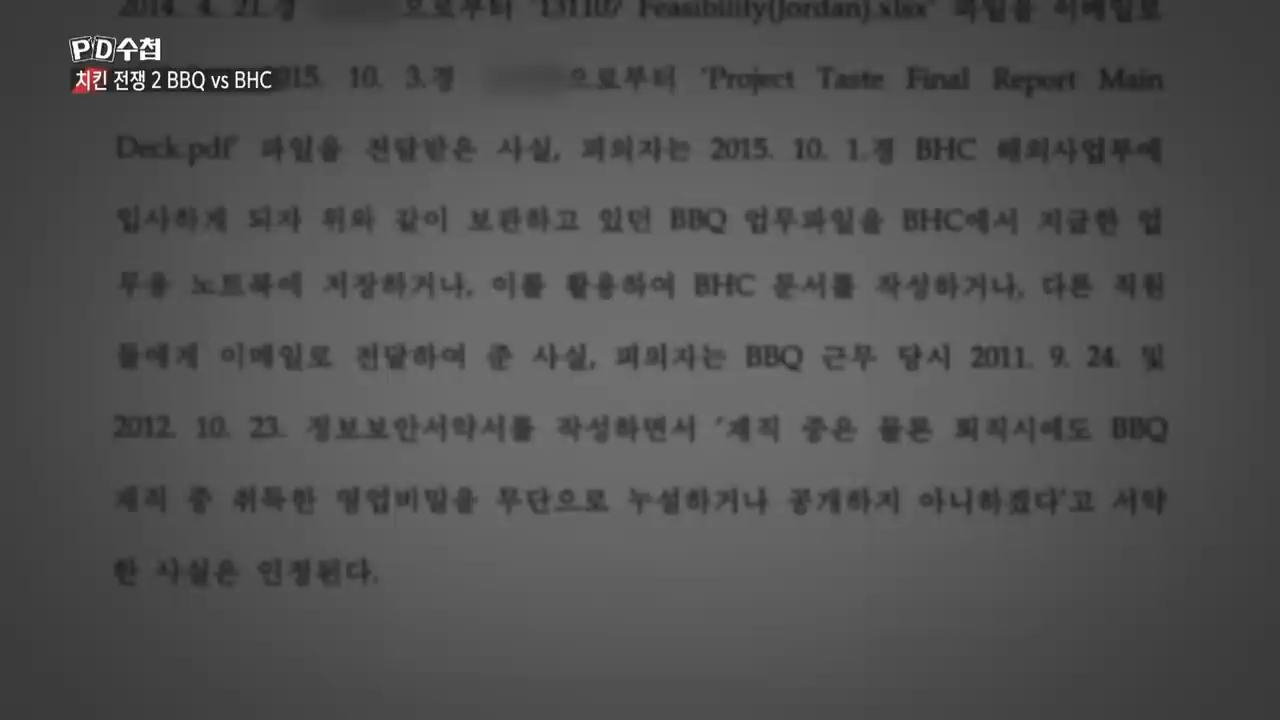 PD수첩
치킨 전쟁 2 BBQ vs BHC
2014. 4. 21.경 으로부터 '131107 Feasibility(Jordan).xlsx' 파일을 이메일로
2015. 10. 3.경 으로부터 'Project Taste Final Report Main
Deck.pdf' 파일을 전달받은 사실, 피의자는 2015. 10. 1.경 BHC 해외사업부에
입사하게 되자 위와 같이 보관하고 있던 BBQ 업무파일을 BHC에서 지급한 업
무용 노트북에 저장하거나, 이를 활용하여 BHC 문서를 작성하거나, 다른 직원
들에게 이메일로 전달하여 준 사실, 피의자는 BBQ 근무 당시 2011. 9. 24. 및
2012. 10. 23. 정보보안서약서를 작성하면서 '재직 중은 물론 퇴직시에도 BBQ
재직 중 취득한 영업비밀을 무단으로 누설하거나 공개하지 아니하겠다'고 서약
한 사실은 인정된다.